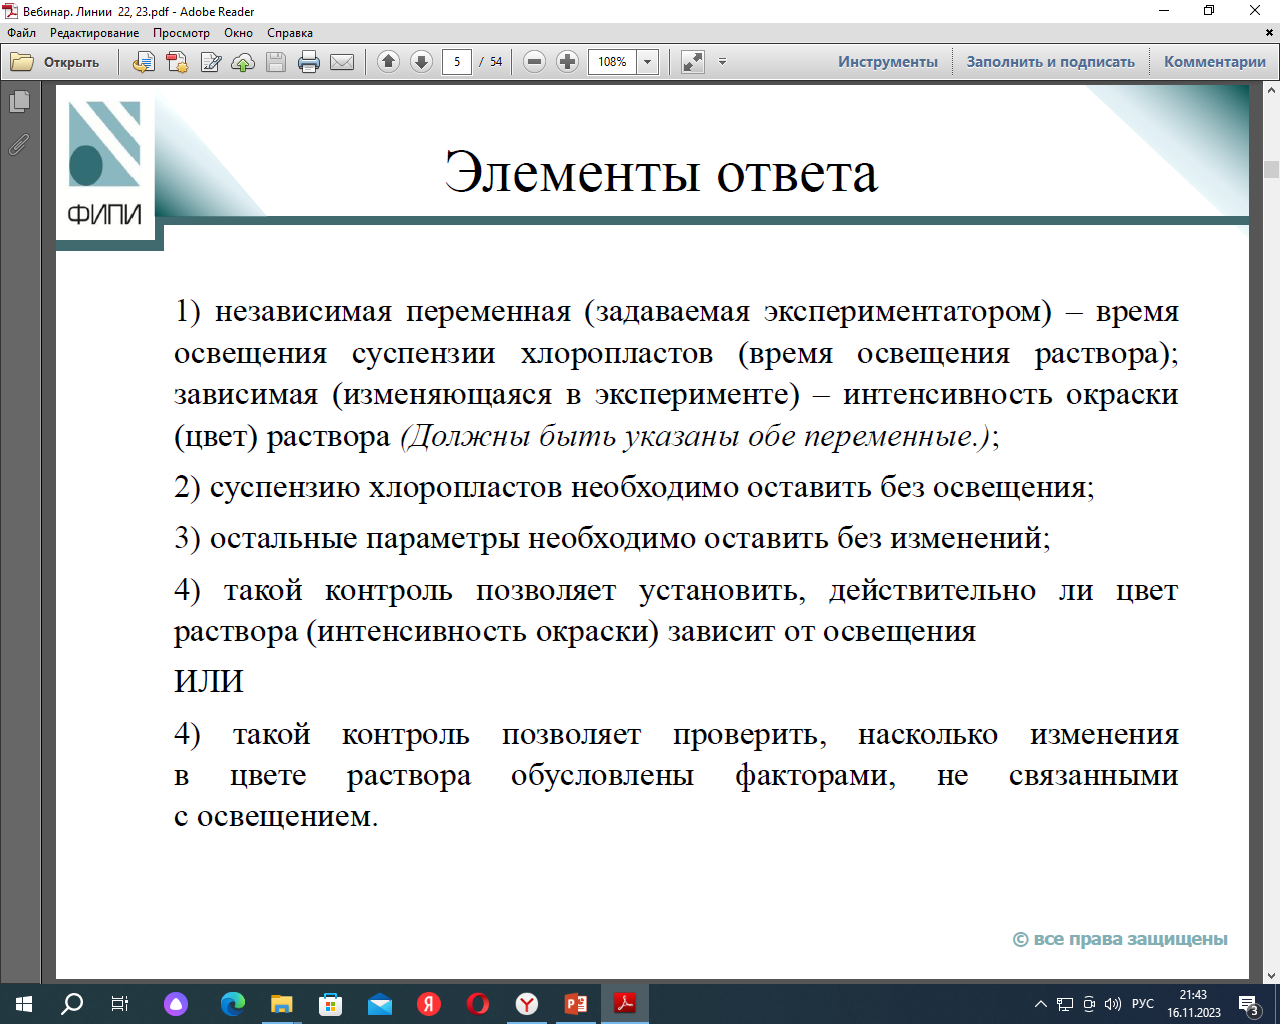 Вебинар. Линии  22, 23.pdf - Adobe Reader
Файл Редактирование Просмотр Окно Справка
Открыть 5 / 54 108% Инструменты Заполнить и подписать Комментарии
ФИПИ
Элементы ответа
1) независимая переменная (задаваемая экспериментатором) – время
освещения суспензии хлоропластов (время освещения раствора);
зависимая (изменяющаяся в эксперименте) – интенсивность окраски
(цвет) раствора (Должны быть указаны обе переменные.);
2) суспензию хлоропластов необходимо оставить без освещения;
3) остальные параметры необходимо оставить без изменений;
4) такой контроль позволяет установить, действительно ли цвет
раствора (интенсивность окраски) зависит от освещения
ИЛИ
4) такой контроль позволяет проверить, насколько изменения
в цвете раствора обусловлены факторами, не связанными
с освещением.
© все права защищены
РУС 21:43
16.11.2023
3